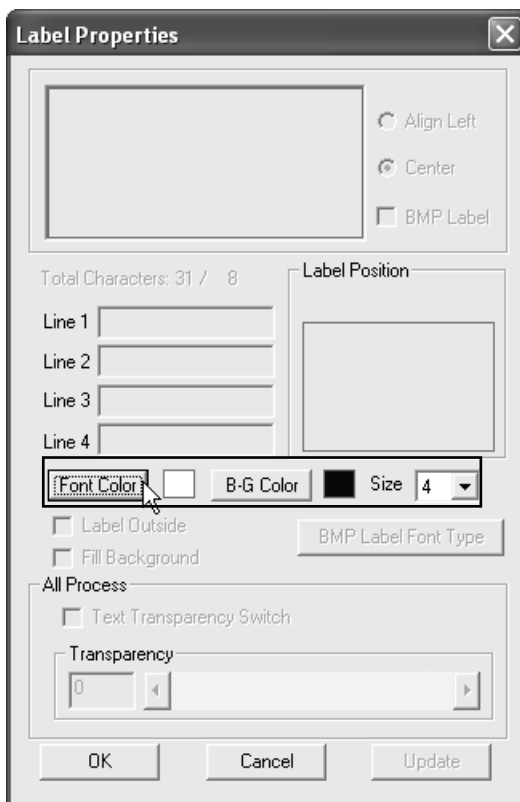 Label Properties
Align Left
Center
BMP Label
Total Characters: 31 / 8
Label Position
Line 1
Line 2
Line 3
Line 4
Font Color B-G Color Size 4
Label Outside
BMP Label Font Type
Fill Background
All Process
Text Transparency Switch
Transparency
0
OK Cancel Update